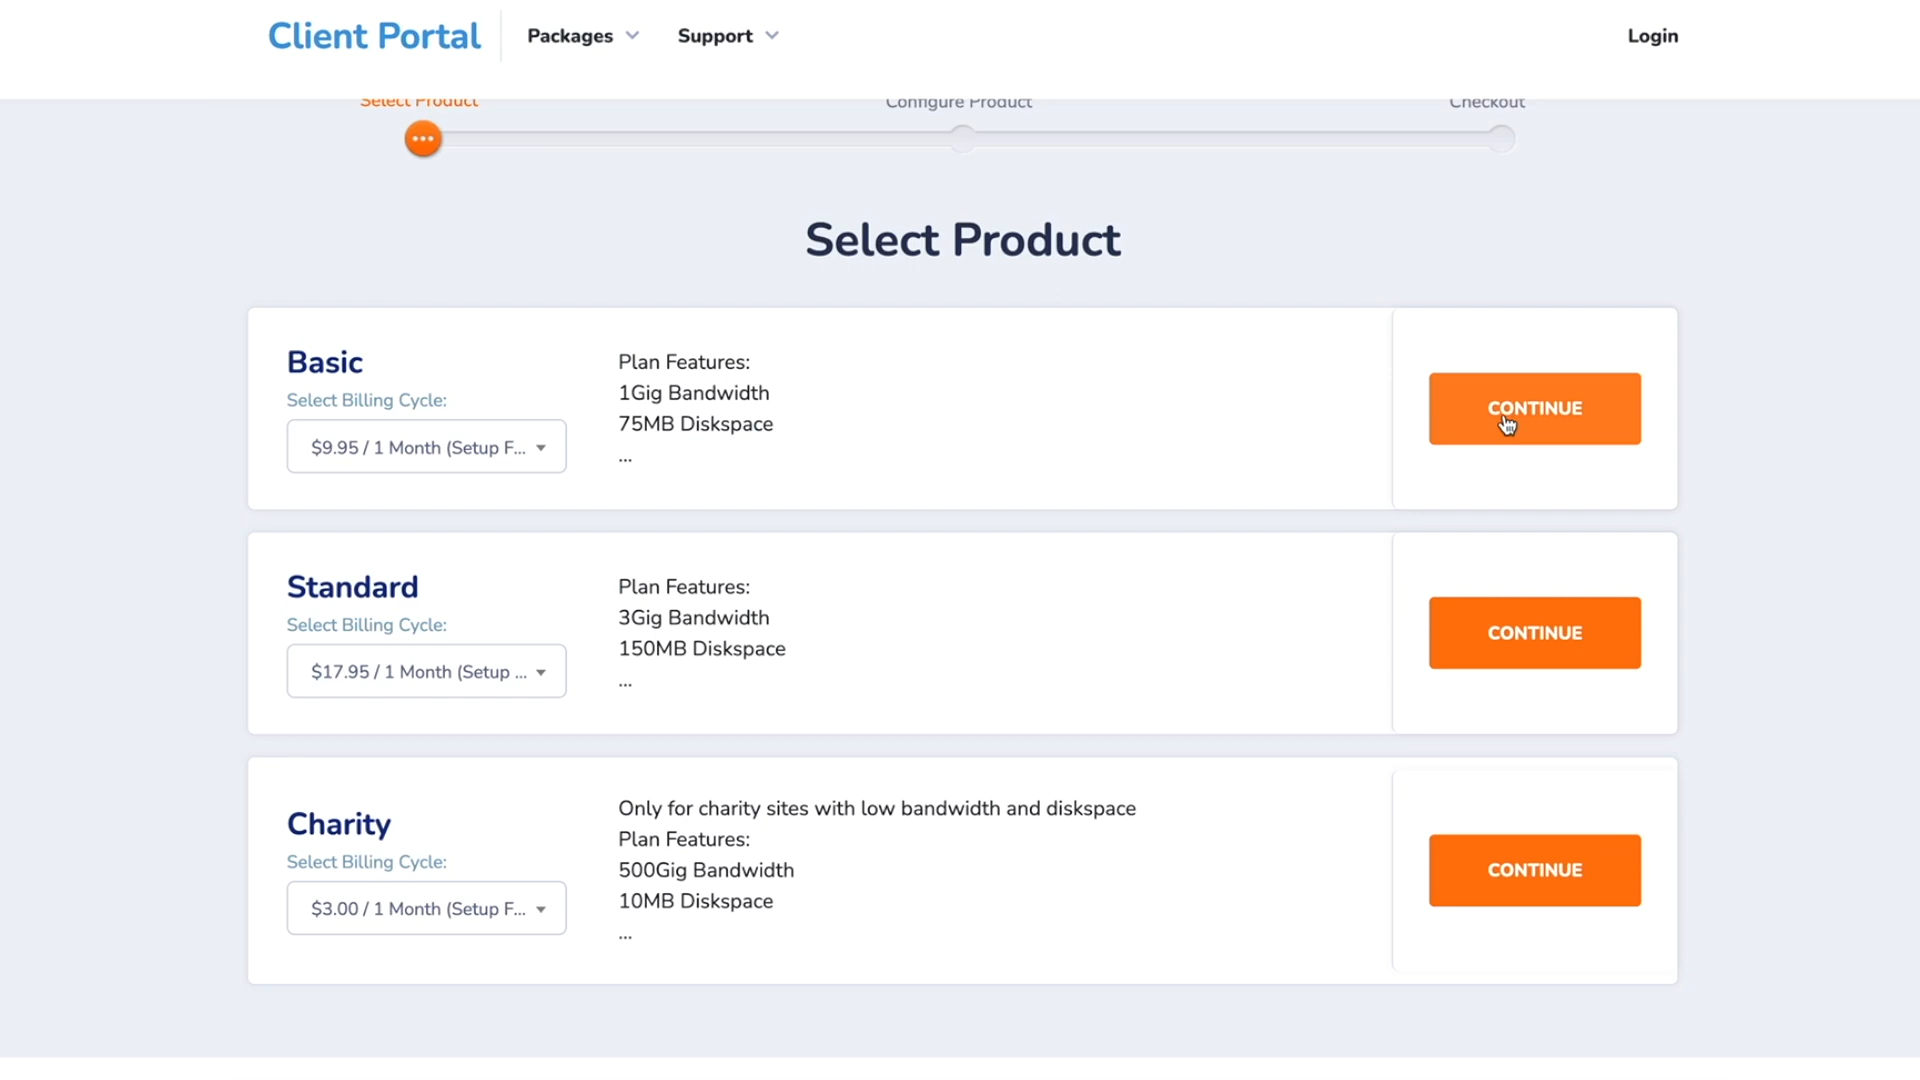 Client Portal
Packages
Support
Login
Select Product
Configure Product
Checkout
Select Product
Basic
Select Billing Cycle:
$9.95 / 1 Month (Setup F...
Plan Features:
1Gig Bandwidth
75MB Diskspace
...
CONTINUE
Standard
Select Billing Cycle:
$17.95 / 1 Month (Setup ...
Plan Features:
3Gig Bandwidth
150MB Diskspace
...
CONTINUE
Charity
Select Billing Cycle:
$3.00 / 1 Month (Setup F...
Only for charity sites with low bandwidth and diskspace
Plan Features:
500Gig Bandwidth
10MB Diskspace
...
CONTINUE